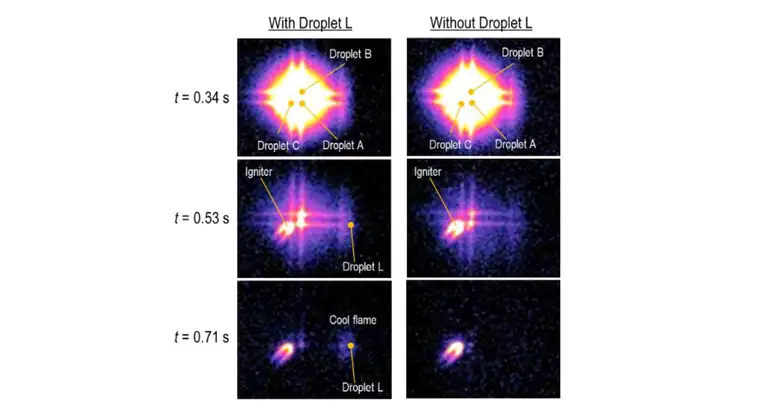 With Droplet L
Without Droplet L
t = 0.34 s
Droplet B
Droplet C
Droplet A
Droplet B
Droplet C
Droplet A
t = 0.53 s
Igniter
Droplet L
Igniter
t = 0.71 s
Cool flame
Droplet L